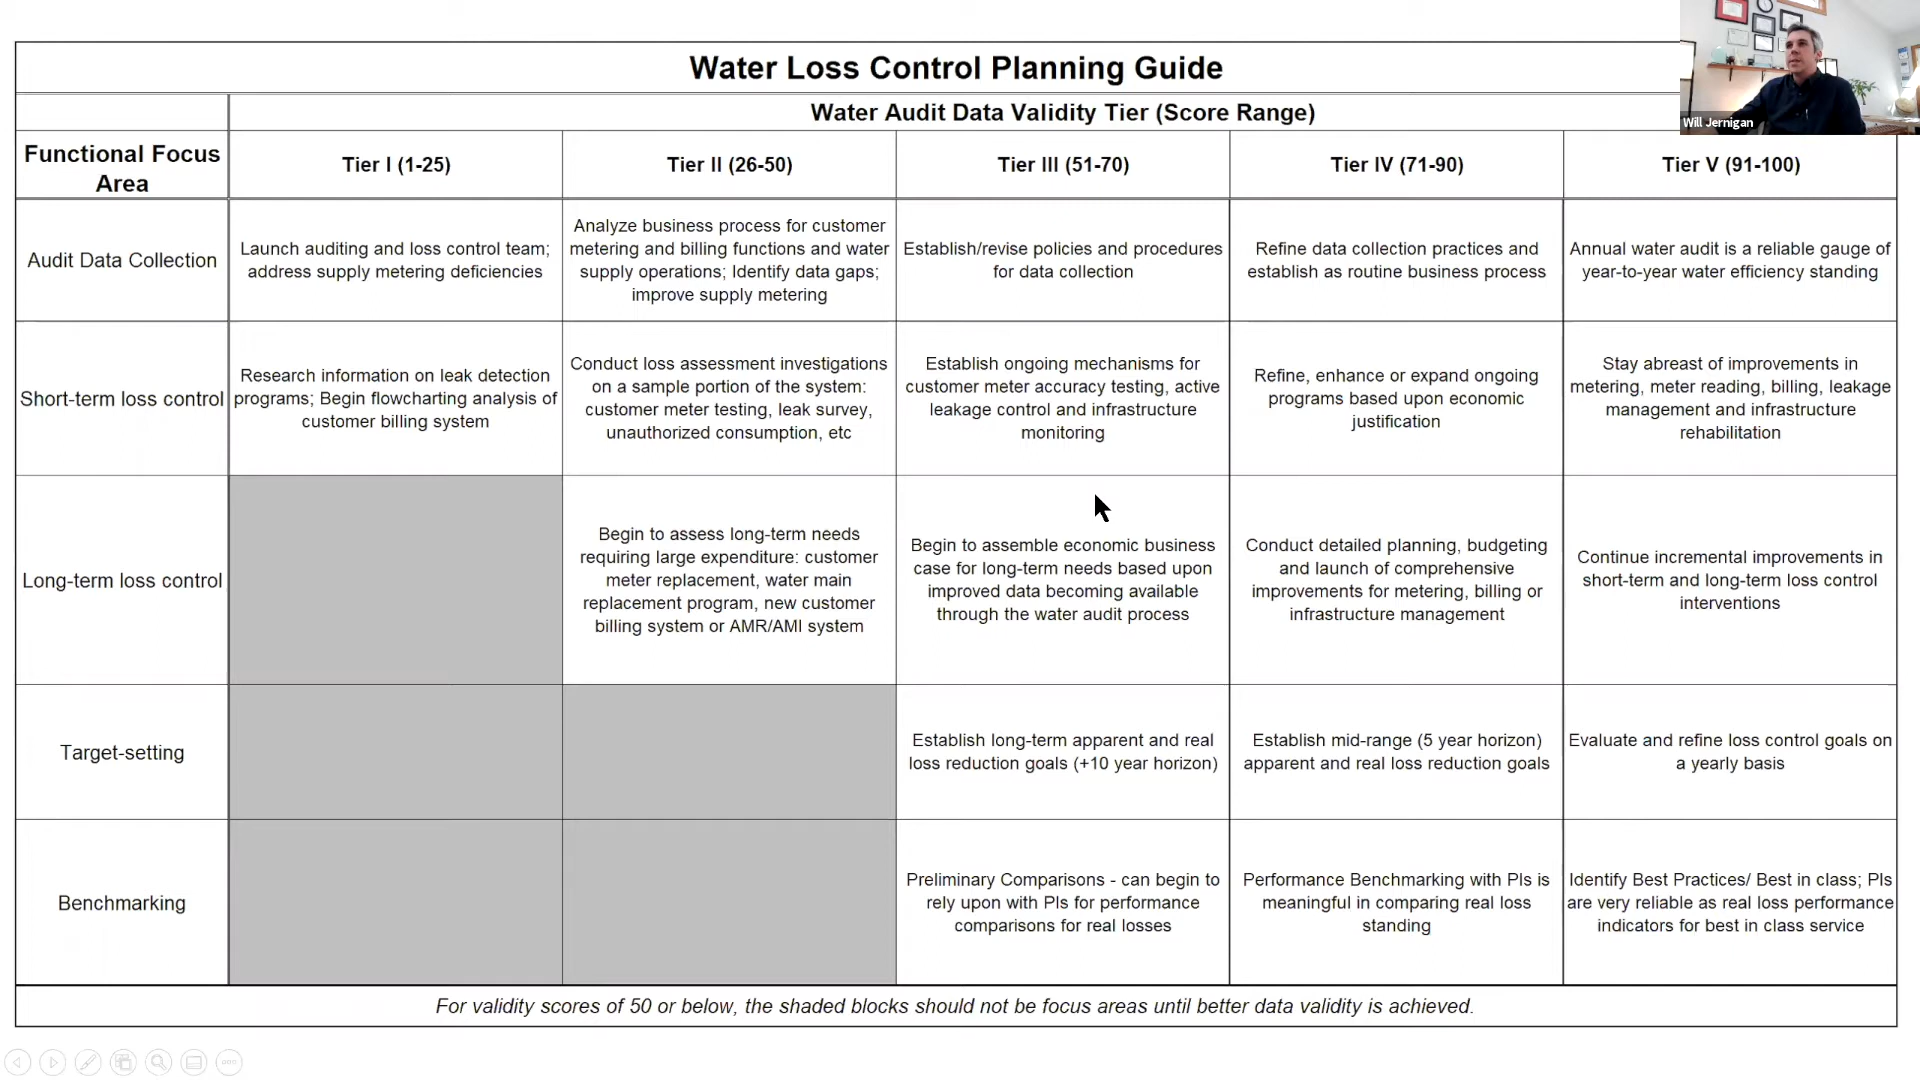 Water Loss Control Planning Guide
Will Jernigan
Water Audit Data Validity Tier (Score Range)
Functional Focus
Area
Tier I (1-25)
Tier II (26-50)
Tier III (51-70)
Tier IV (71-90)
Tier V (91-100)
Audit Data Collection
Launch auditing and loss control team;
address supply metering deficiencies
Analyze business process for customer
metering and billing functions and water
supply operations; Identify data gaps;
improve supply metering
Establish/revise policies and procedures
for data collection
Refine data collection practices and
establish as routine business process
Annual water audit is a reliable gauge of
year-to-year water efficiency standing
Short-term loss control
Research information on leak detection
programs; Begin flowcharting analysis of
customer billing system
Conduct loss assessment investigations
on a sample portion of the system:
customer meter testing, leak survey,
unauthorized consumption, etc
Establish ongoing mechanisms for
customer meter accuracy testing, active
leakage control and infrastructure
monitoring
Refine, enhance or expand ongoing
programs based upon economic
justification
Stay abreast of improvements in
metering, meter reading, billing, leakage
management and infrastructure
rehabilitation
Long-term loss control
Begin to assess long-term needs
requiring large expenditure: customer
meter replacement, water main
replacement program, new customer
billing system or AMR/AMI system
Begin to assemble economic business
case for long-term needs based upon
improved data becoming available
through the water audit process
Conduct detailed planning, budgeting
and launch of comprehensive
improvements for metering, billing or
infrastructure management
Continue incremental improvements in
short-term and long-term loss control
interventions
Target-setting
Establish long-term apparent and real
loss reduction goals (+10 year horizon)
Establish mid-range (5 year horizon)
apparent and real loss reduction goals
Evaluate and refine loss control goals on
a yearly basis
Benchmarking
Preliminary Comparisons - can begin to
rely upon with PIs for performance
comparisons for real losses
Performance Benchmarking with PIs is
meaningful in comparing real loss
standing
Identify Best Practices/ Best in class; PIs
are very reliable as real loss performance
indicators for best in class service
For validity scores of 50 or below, the shaded blocks should not be focus areas until better data validity is achieved.